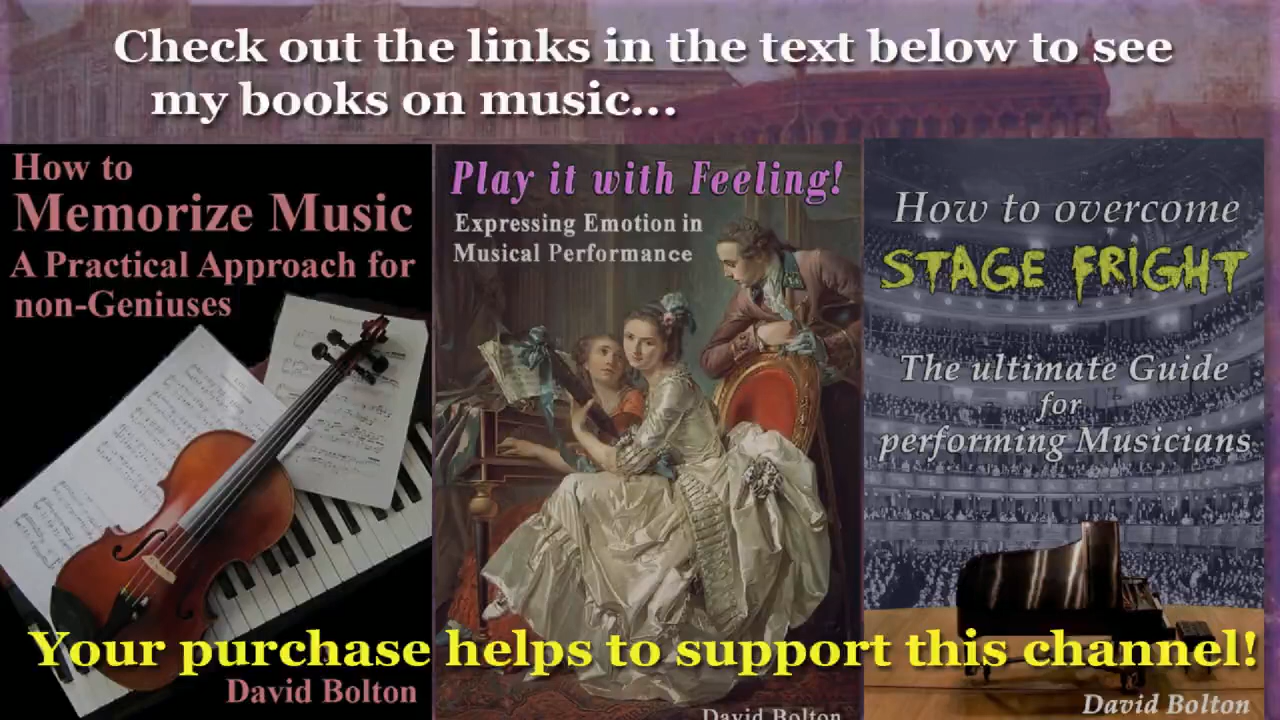 Check out the links in the text below to see
my books on music...
How to
Memorize Music
A Practical Approach for
non-Geniuses
David Bolton
Play it with Feeling!
Expressing Emotion in
Musical Performance
David Bolton
How to overcome
STAGE FRIGHT
The ultimate Guide
for
performing Musicians
David Bolton
Your purchase helps to support this channel!